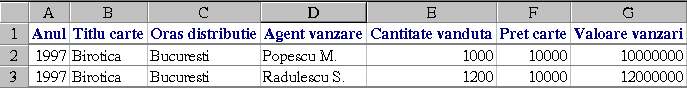 A B C D E F G
1 Anul Titlu carte Oras distributie Agent vanzare Cantitate vanduta Pret carte Valoare vanzari
2 1997 Birotica Bucuresti Popescu M. 1000 10000 10000000
3 1997 Birotica Bucuresti Radulescu S. 1200 10000 12000000